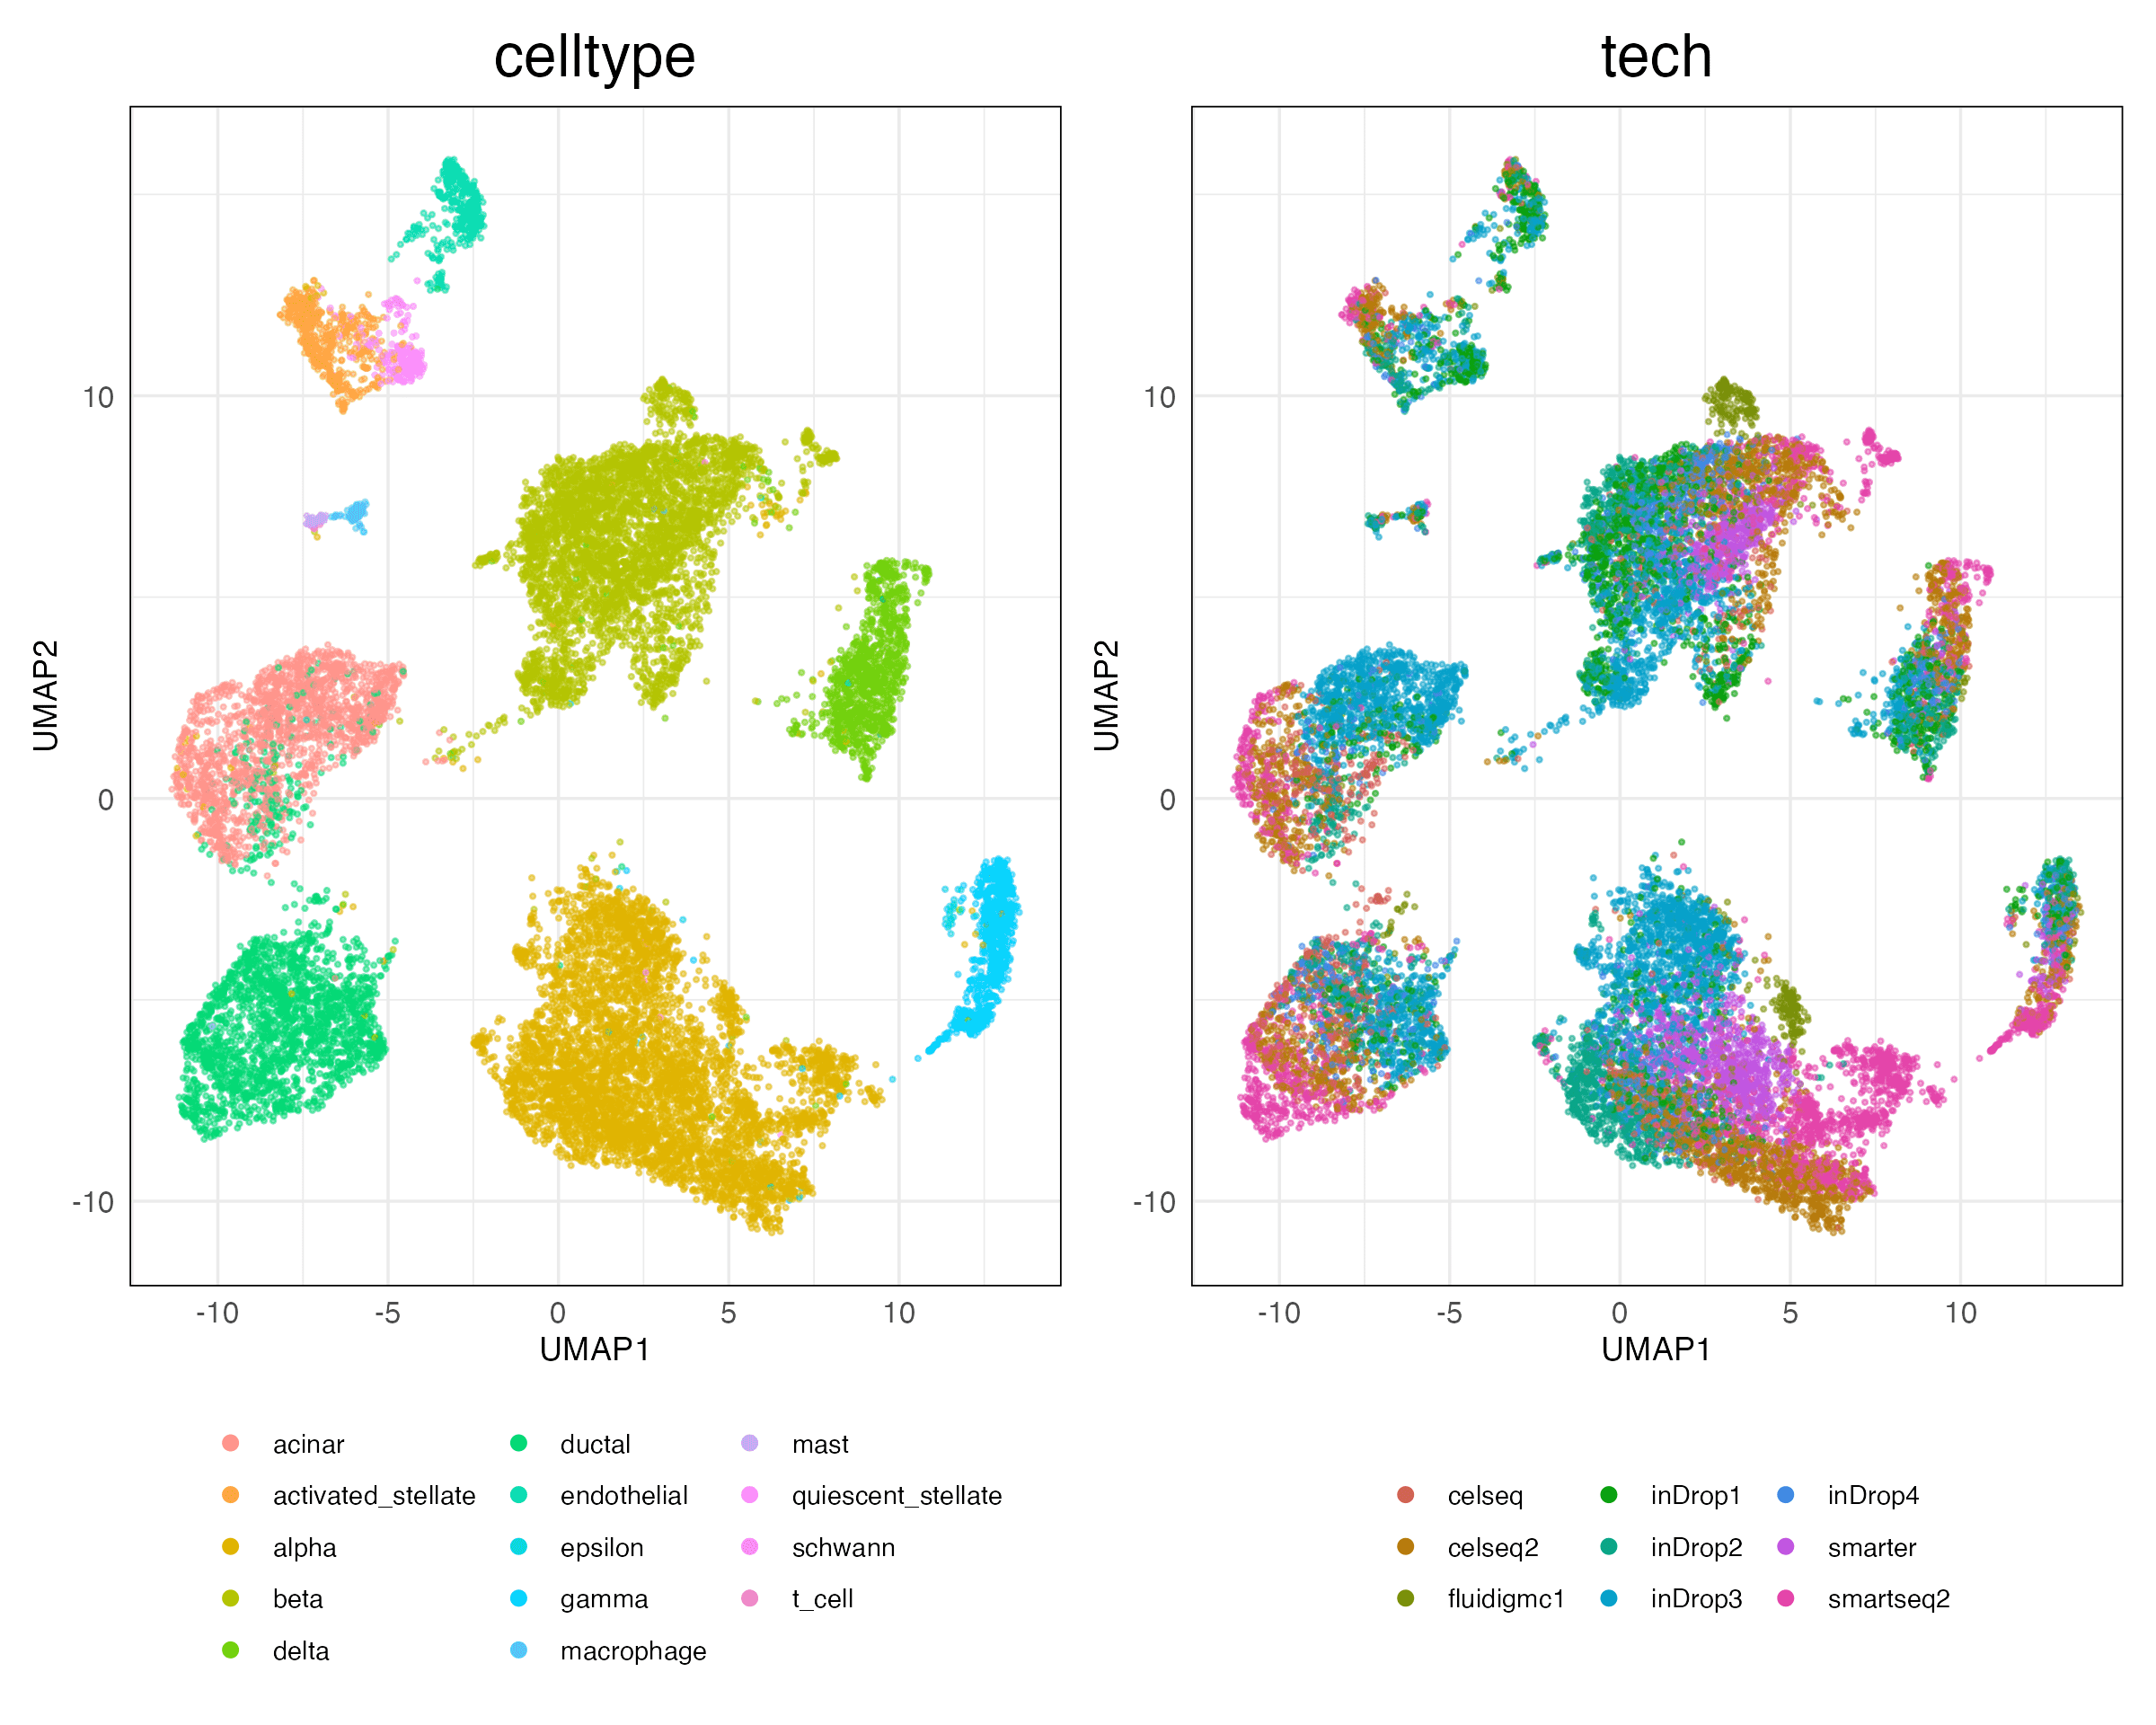 celltype
tech
UMAP2
10
0
-10
-10
-5
0
5
10
UMAP1
UMAP2
10
0
-10
-10
-5
0
5
10
UMAP1
acinar
activated_stellate
alpha
beta
delta
ductal
endothelial
epsilon
gamma
macrophage
mast
quiescent_stellate
schwann
t_cell
celseq
celseq2
fluidigmc1
inDrop1
inDrop2
inDrop3
inDrop4
smarter
smartseq2